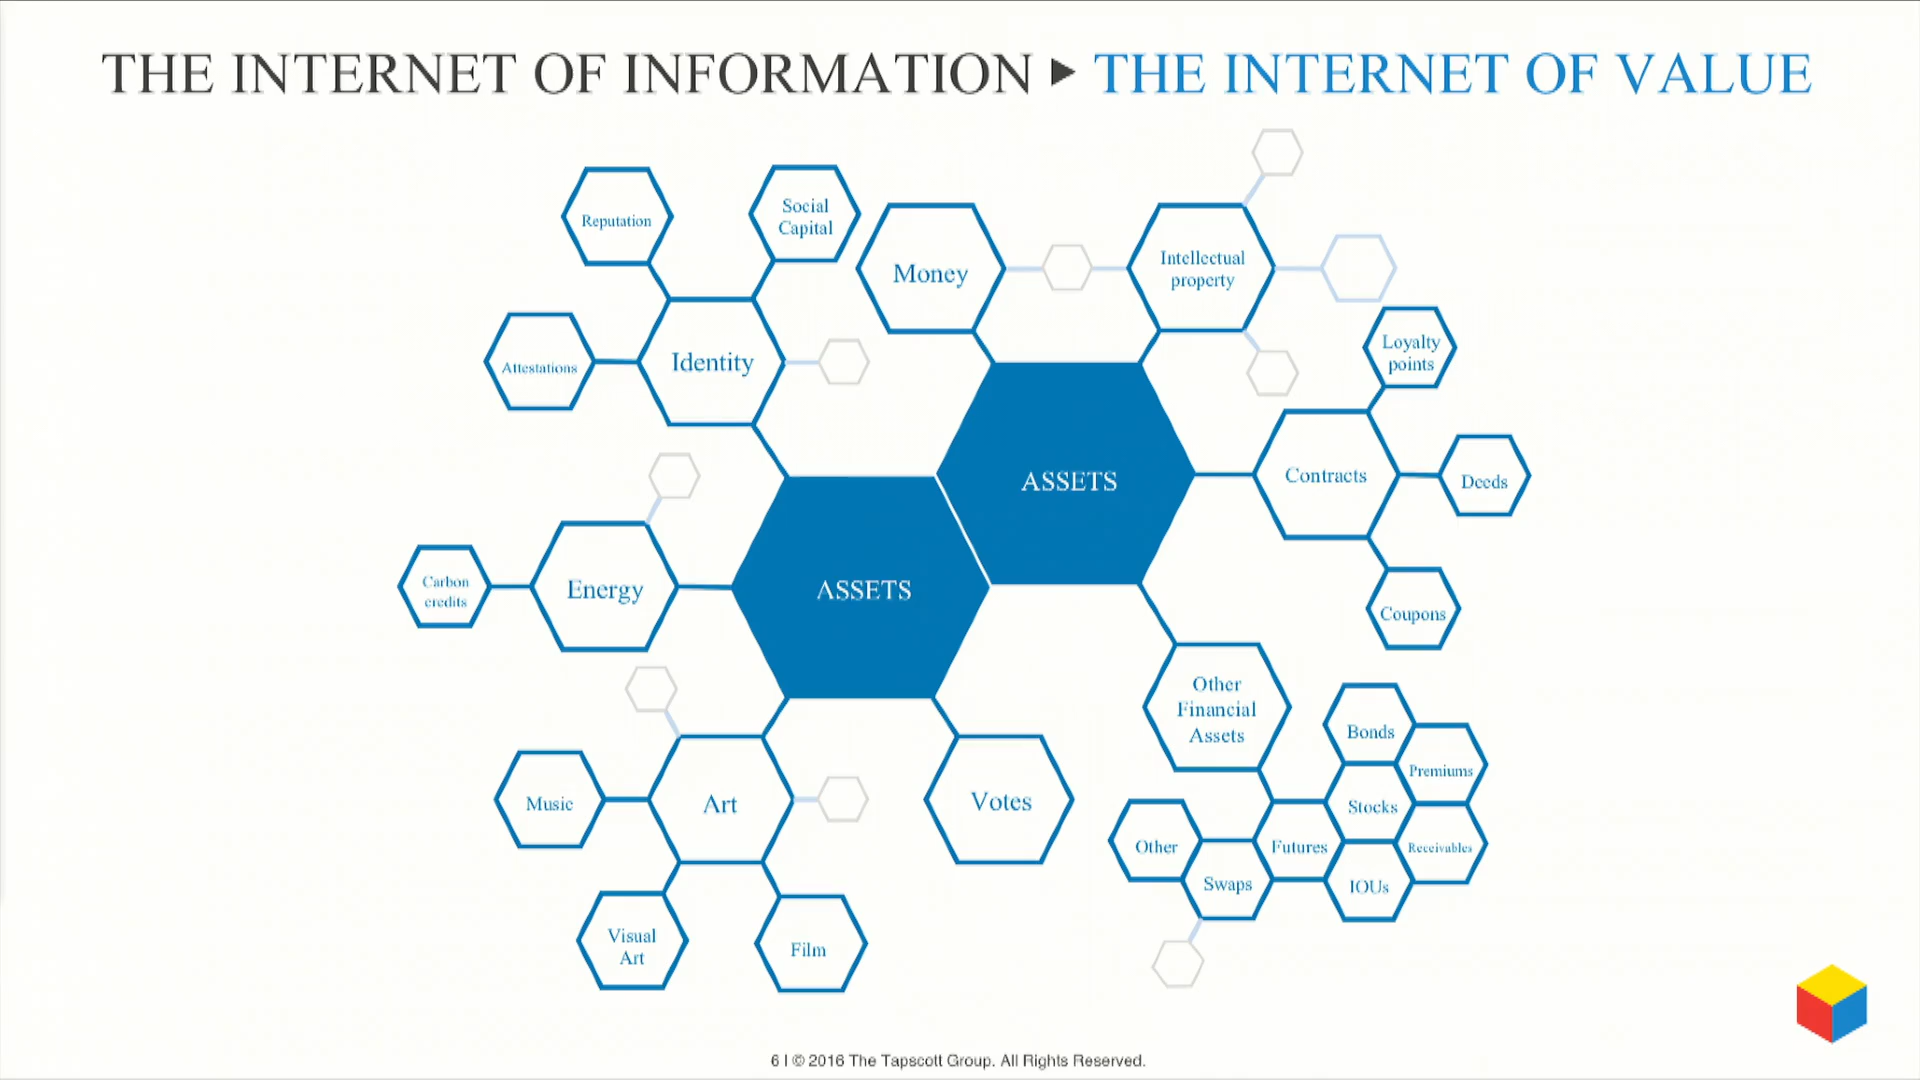 THE INTERNET OF INFORMATION ▸ THE INTERNET OF VALUE
Reputation
Social
Capital
Attestations
Identity
Money
Intellectual
property
Loyalty
points
ASSETS
Contracts
Deeds
Coupons
Carbon
credits
Energy
ASSETS
Music
Art
Visual
Art
Film
Votes
Other
Financial
Assets
Bonds
Premiums
Stocks
Other
Futures
Receivables
Swaps
IOUs
6 | © 2016 The Tapscott Group. All Rights Reserved.